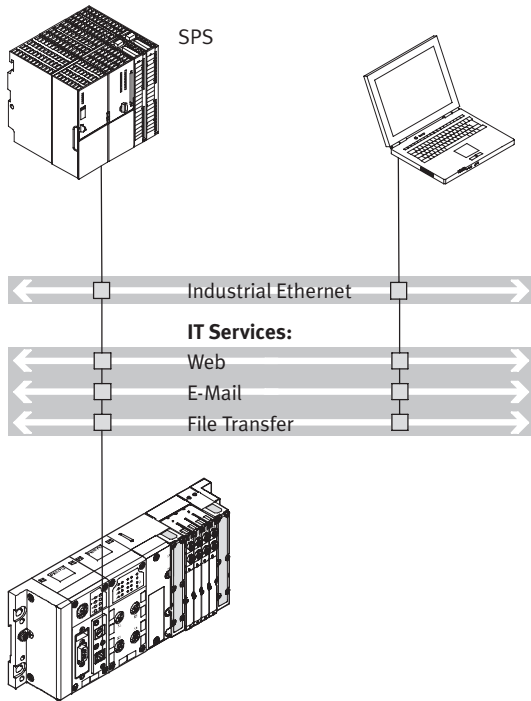 SPS
Industrial Ethernet
IT Services:
Web
E-Mail
File Transfer